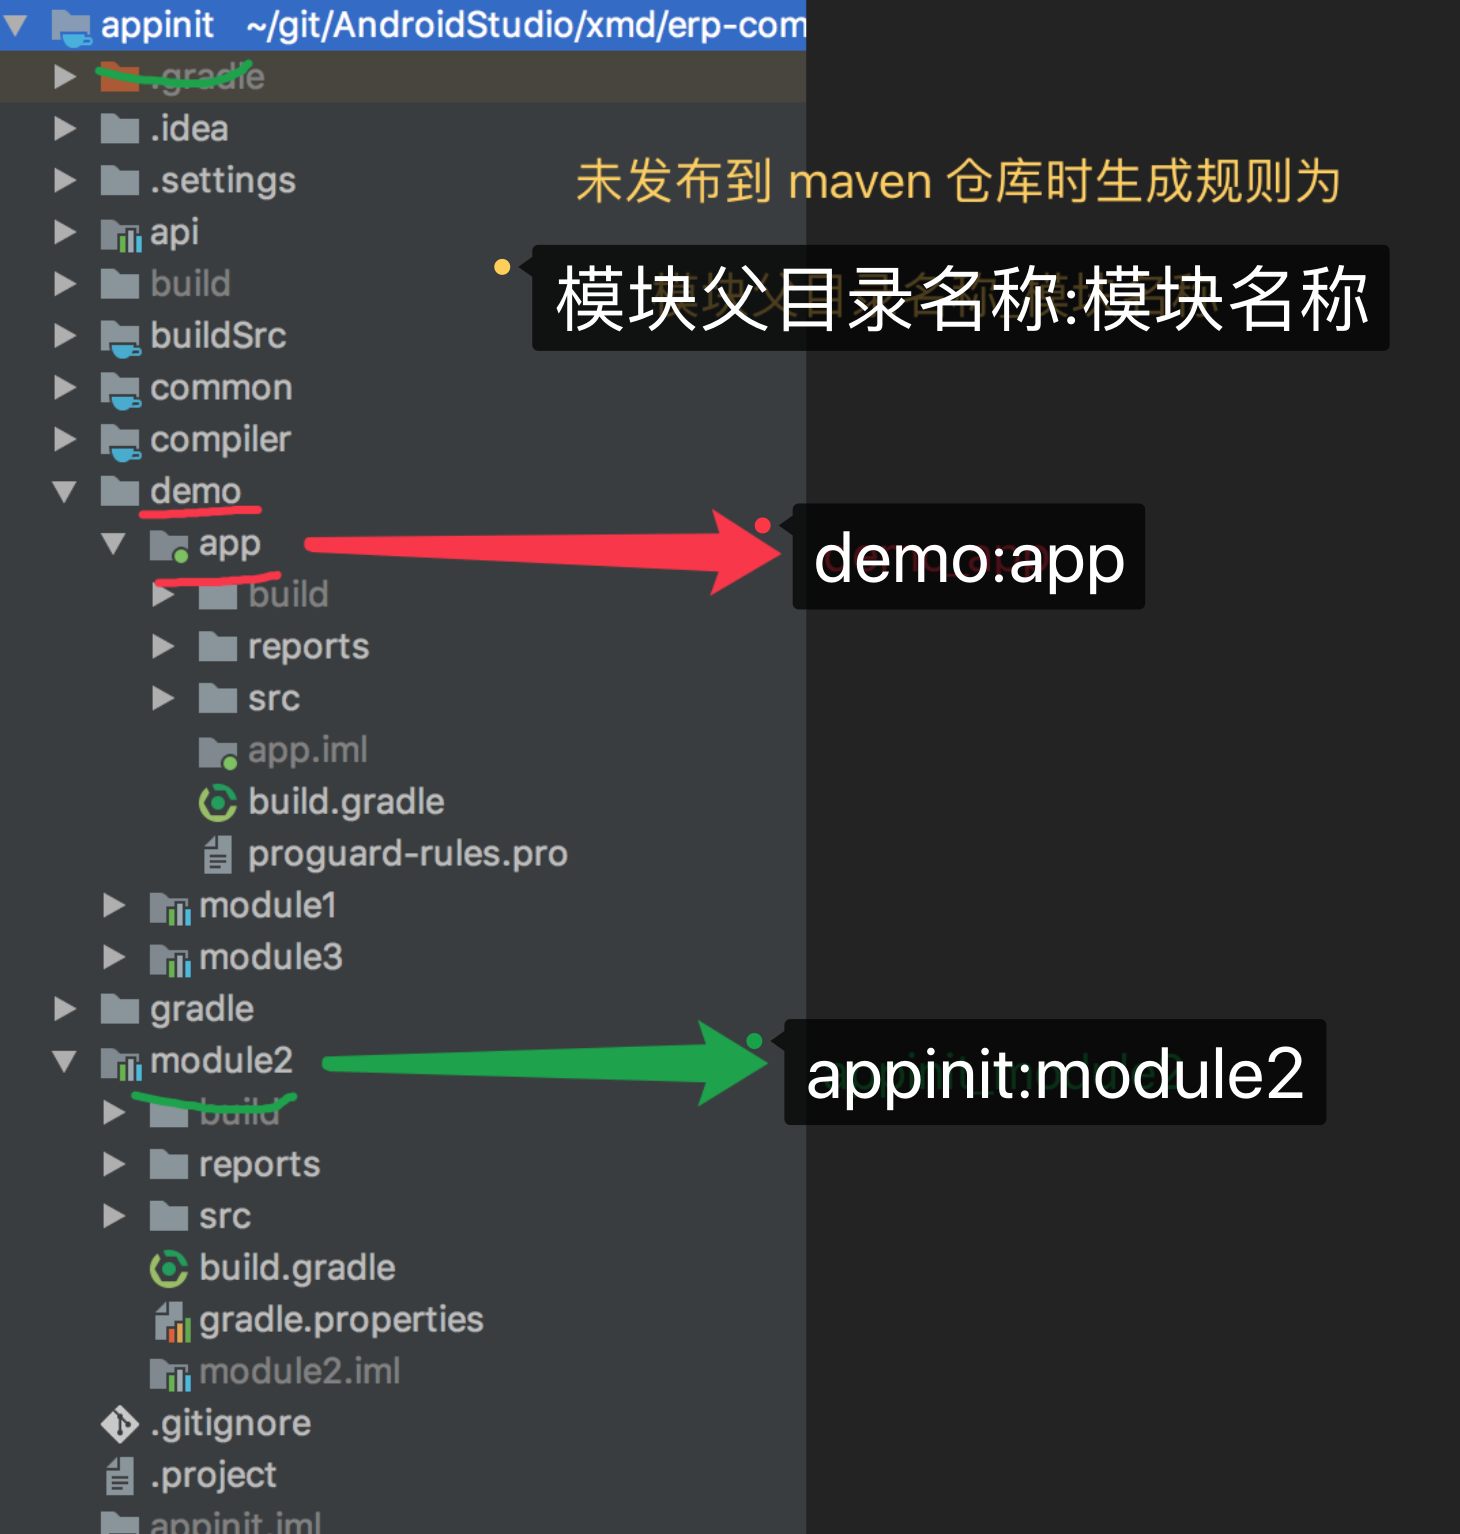 appinit ~/git/AndroidStudio/xmd/erp-com
.gradle
.idea
.settings
未发布到 maven 仓库时生成规则为
api
模块父目录名称:模块名称
build
buildSrc
common
compiler
demo
app
demo:app
build
reports
src
app.iml
build.gradle
proguard-rules.pro
module1
module3
gradle
module2
appinit:module2
build
reports
src
build.gradle
gradle.properties
module2.iml
.gitignore
.project
appinit.iml